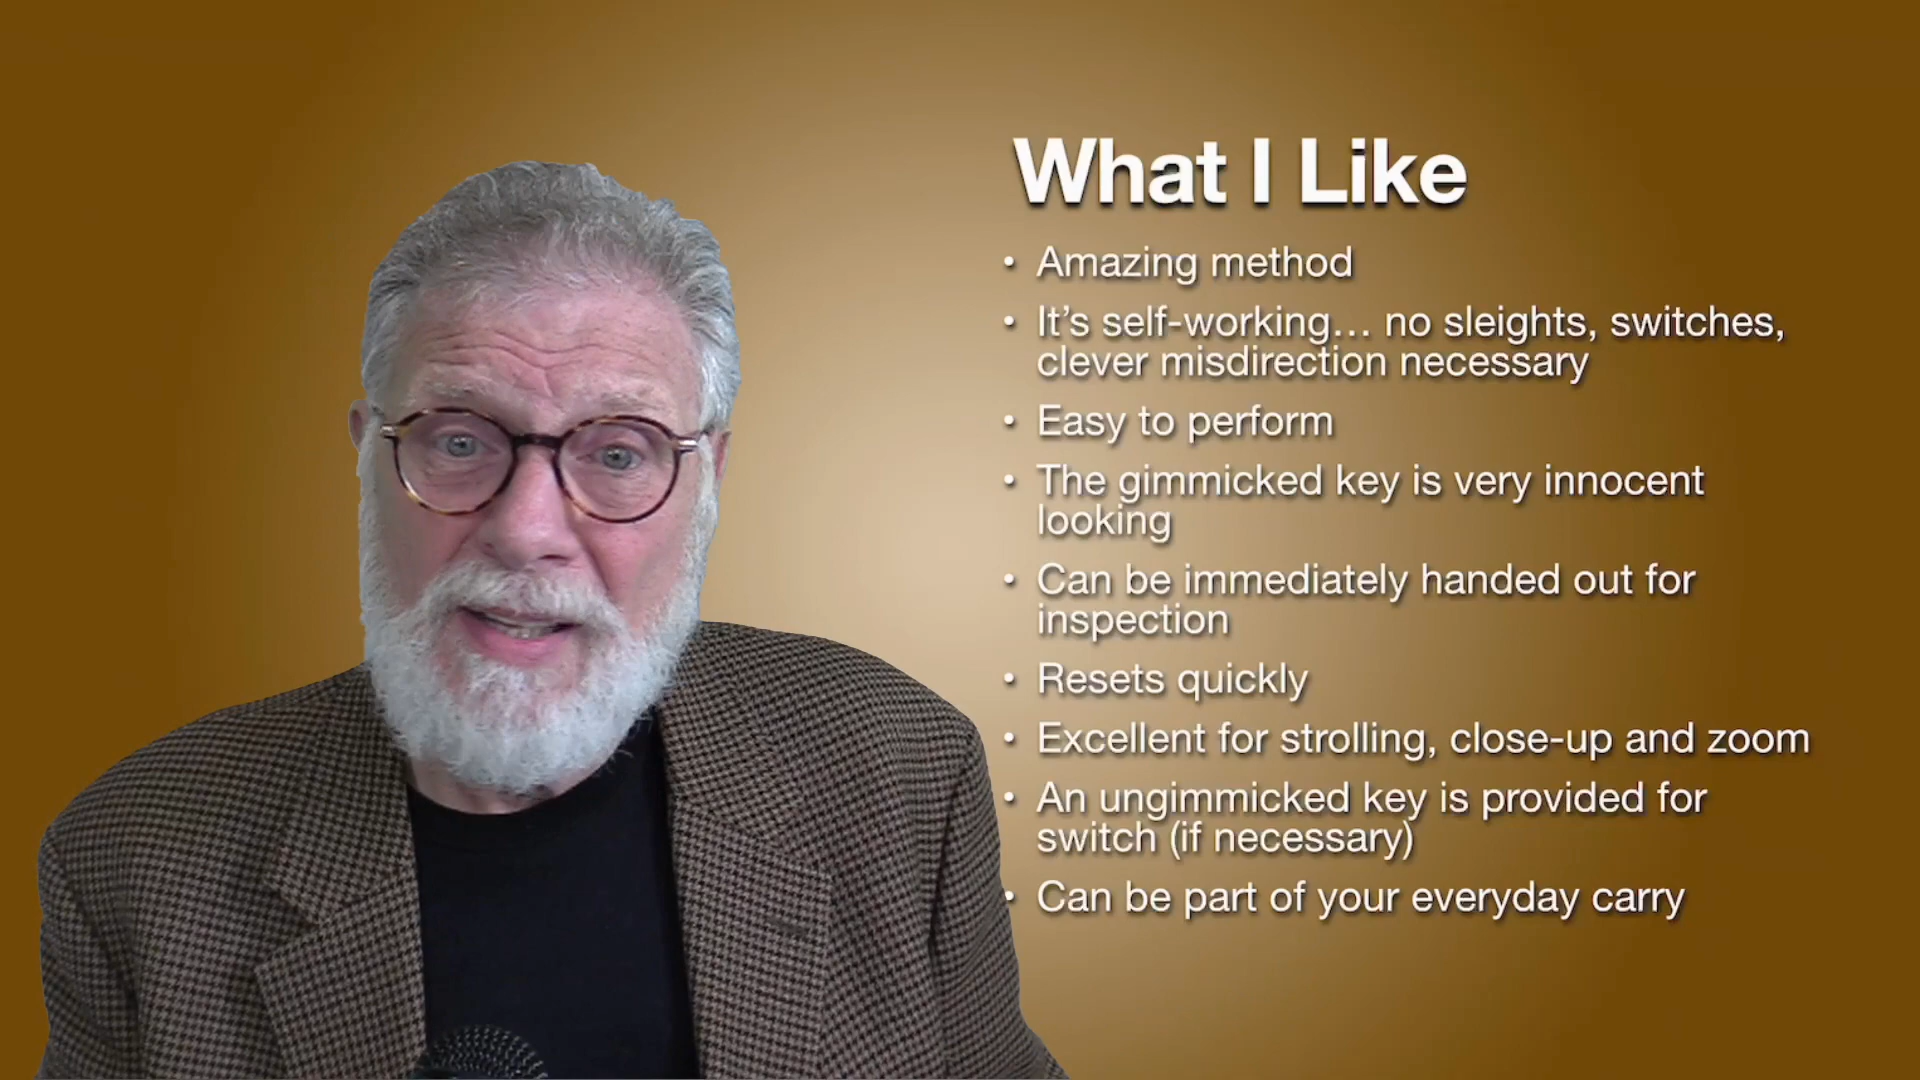 What I Like
• Amazing method
• It’s self-working… no sleights, switches,
clever misdirection necessary
• Easy to perform
• The gimmicked key is very innocent
looking
• Can be immediately handed out for
inspection
• Resets quickly
• Excellent for strolling, close-up and zoom
• An ungimmicked key is provided for
switch (if necessary)
• Can be part of your everyday carry